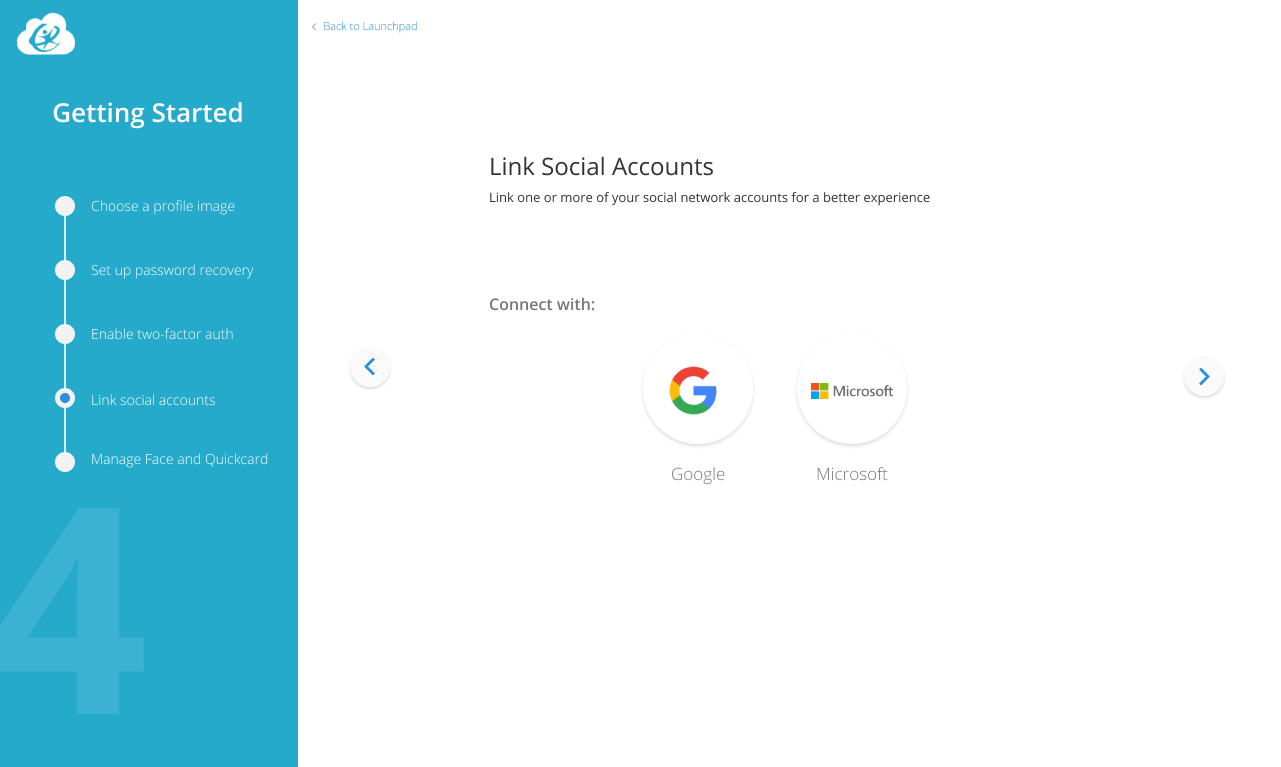 Back to Launchpad
Getting Started
Choose a profile image
Set up password recovery
Enable two-factor auth
Link social accounts
Manage Face and Quickcard
4
Link Social Accounts
Link one or more of your social network accounts for a better experience
Connect with:
Microsoft
Google
Microsoft